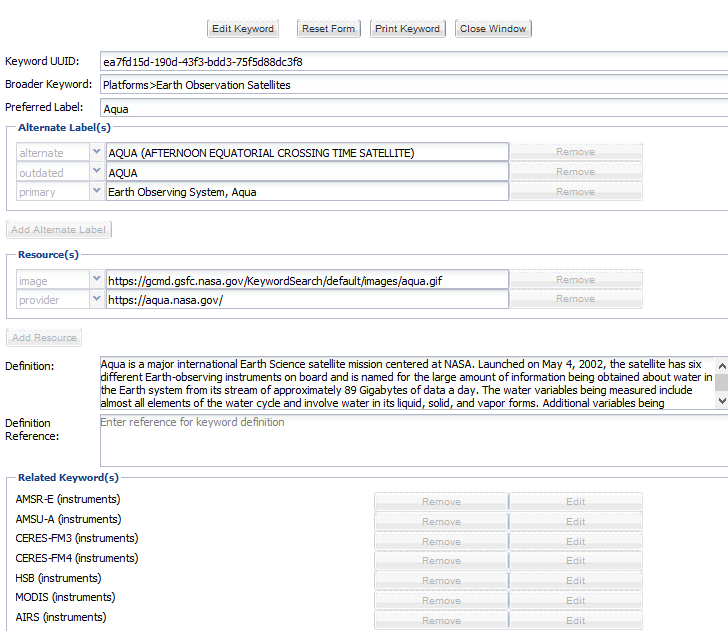 Edit Keyword Reset Form Print Keyword Close Window
Keyword UUID: ea7fd15d-190d-43f3-bdd3-75f5d88dc3f8
Broader Keyword: Platforms>Earth Observation Satellites
Preferred Label: Aqua
Alternate Label(s)
alternate AQUA (AFTERNOON EQUATORIAL CROSSING TIME SATELLITE) Remove
outdated AQUA Remove
primary Earth Observing System, Aqua Remove
Add Alternate Label
Resource(s)
image https://gcmd.gsfc.nasa.gov/KeywordSearch/default/images/aqua.gif Remove
provider https://aqua.nasa.gov/ Remove
Add Resource
Definition: Aqua is a major international Earth Science satellite mission centered at NASA. Launched on May 4, 2002, the satellite has six
different Earth-observing instruments on board and is named for the large amount of information being obtained about water in
the Earth system from its stream of approximately 89 Gigabytes of data a day. The water variables being measured include
almost all elements of the water cycle and involve water in its liquid, solid, and vapor forms. Additional variables being
Definition Reference: Enter reference for keyword definition
Related Keyword(s)
AMSR-E (instruments) Remove Edit
AMSU-A (instruments) Remove Edit
CERES-FM3 (instruments) Remove Edit
CERES-FM4 (instruments) Remove Edit
HSB (instruments) Remove Edit
MODIS (instruments) Remove Edit
AIRS (instruments) Remove Edit